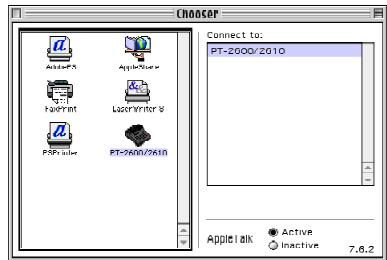 Chooser
AdobePS
AppleShare
FaxPrint
LaserWriter 8
PSPrinter
PT-2600/2610
Connect to:
PT-2600/2610
AppleTalk
Active
Inactive
7.6.2